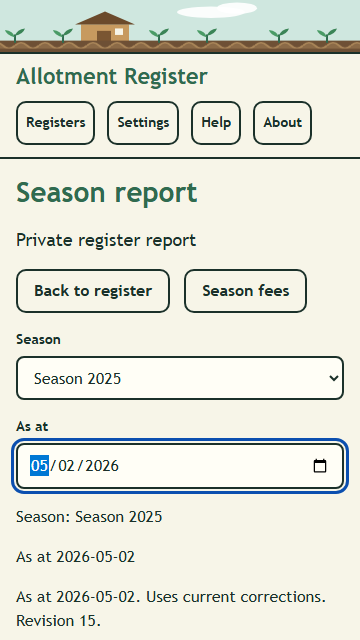 Allotment Register
Registers Settings Help About
Season report
Private register report
Back to register Season fees
Season
Season 2025
As at
05/02/2026
Season: Season 2025
As at 2026-05-02
As at 2026-05-02. Uses current corrections.
Revision 15.